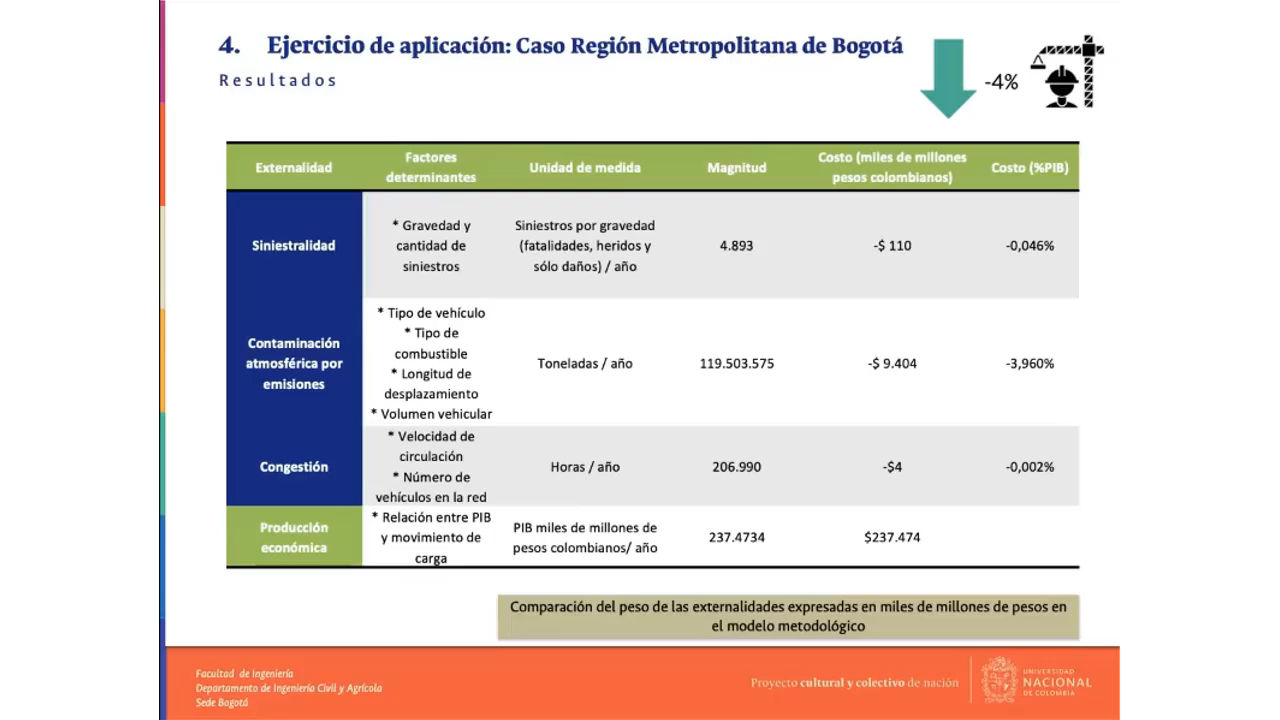 4. Ejercicio de aplicación: Caso Región Metropolitana de Bogotá
Resultados
-4%
Externalidad
Factores
determinantes
Unidad de medida
Magnitud
Costo (miles de millones
pesos colombianos)
Costo (%PIB)
Siniestralidad
* Gravedad y
cantidad de
siniestros
Siniestros por gravedad
(fatalidades, heridos y
sólo daños) / año
4.893
-$ 110
-0,046%
Contaminación
atmosférica por
emisiones
* Tipo de vehículo
* Tipo de
combustible
* Longitud de
desplazamiento
* Volumen vehicular
Toneladas / año
119.503.575
-$ 9.404
-3,960%
Congestión
* Velocidad de
circulación
* Número de
vehículos en la red
Horas / año
206.990
-$4
-0,002%
Producción
económica
* Relación entre PIB
y movimiento de
carga
PIB miles de millones de
pesos colombianos/ año
237.4734
$237.474
Comparación del peso de las externalidades expresadas en miles de millones de pesos en
el modelo metodológico
Facultad de Ingeniería
Departamento de Ingeniería Civil y Agrícola
Sede Bogotá
Proyecto cultural y colectivo de nación
UNIVERSIDAD
NACIONAL
DE COLOMBIA